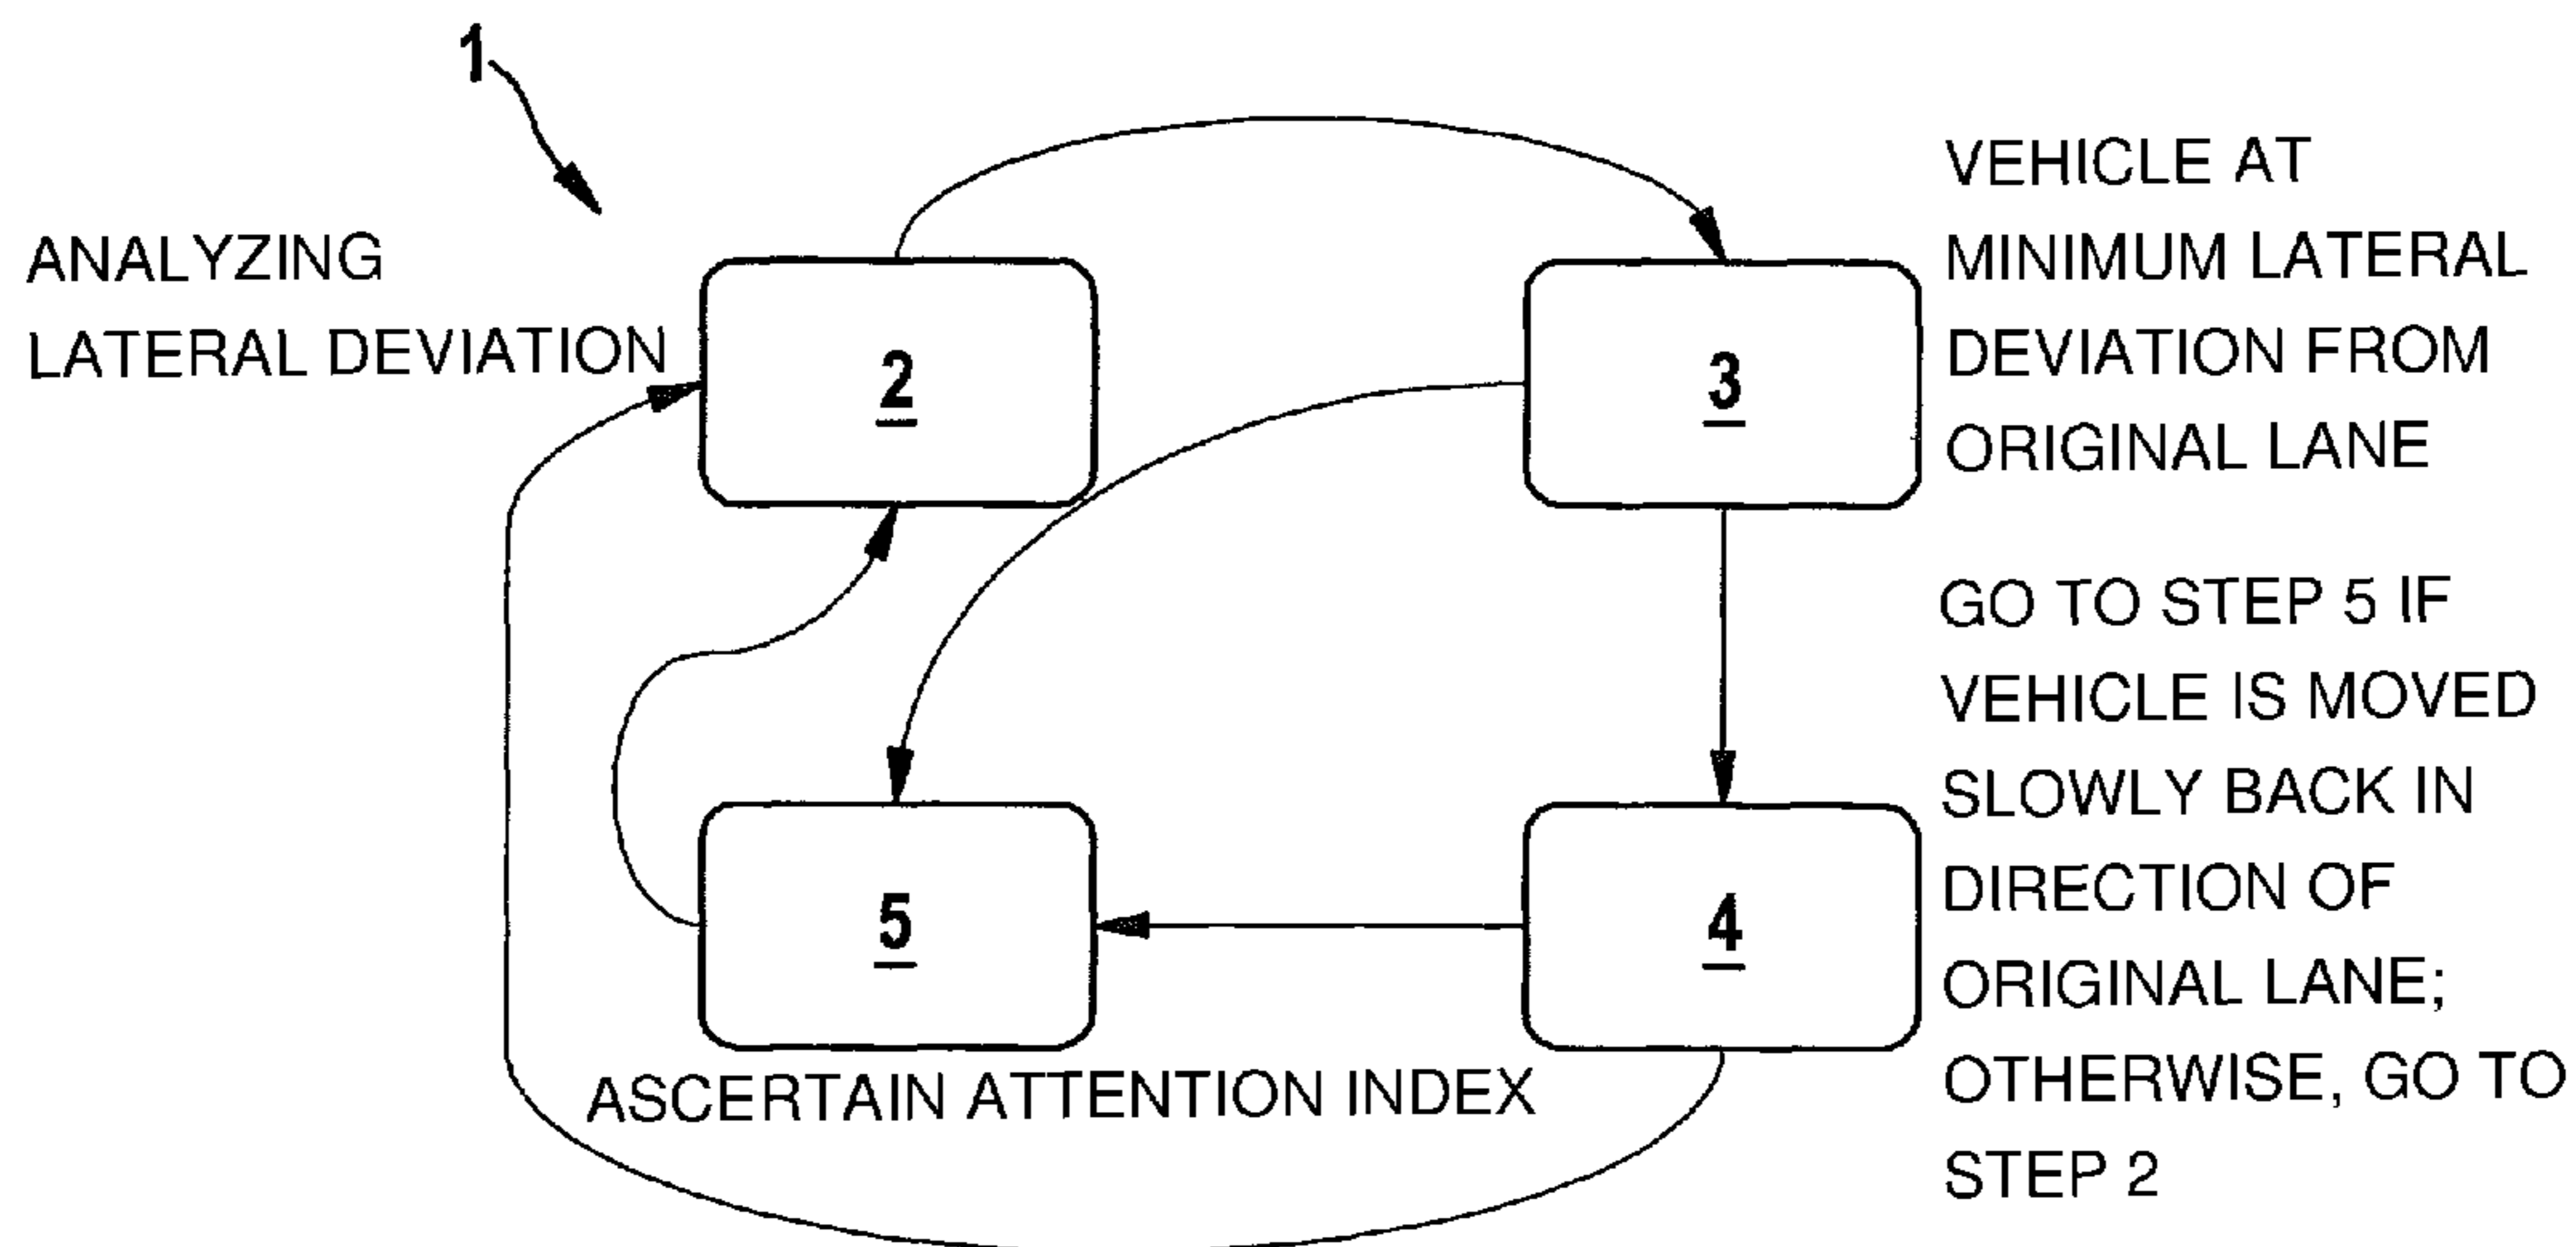 1
ANALYZING
LATERAL DEVIATION
2
3
VEHICLE AT
MINIMUM LATERAL
DEVIATION FROM
ORIGINAL LANE
5
ASCERTAIN ATTENTION INDEX
4
GO TO STEP 5 IF
VEHICLE IS MOVED
SLOWLY BACK IN
DIRECTION OF
ORIGINAL LANE;
OTHERWISE, GO TO
STEP 2